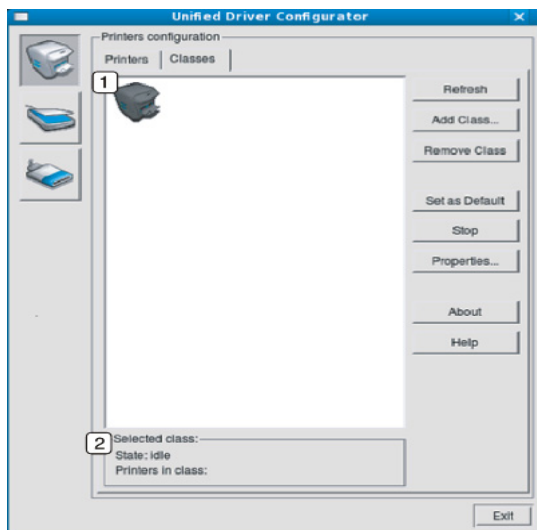 Unified Driver Configurator
Printers configuration
Printers Classes
1
Refresh
Add Class...
Remove Class
Set as Default
Stop
Properties...
About
Help
2 Selected class:
State: idle
Printers in class:
Exit